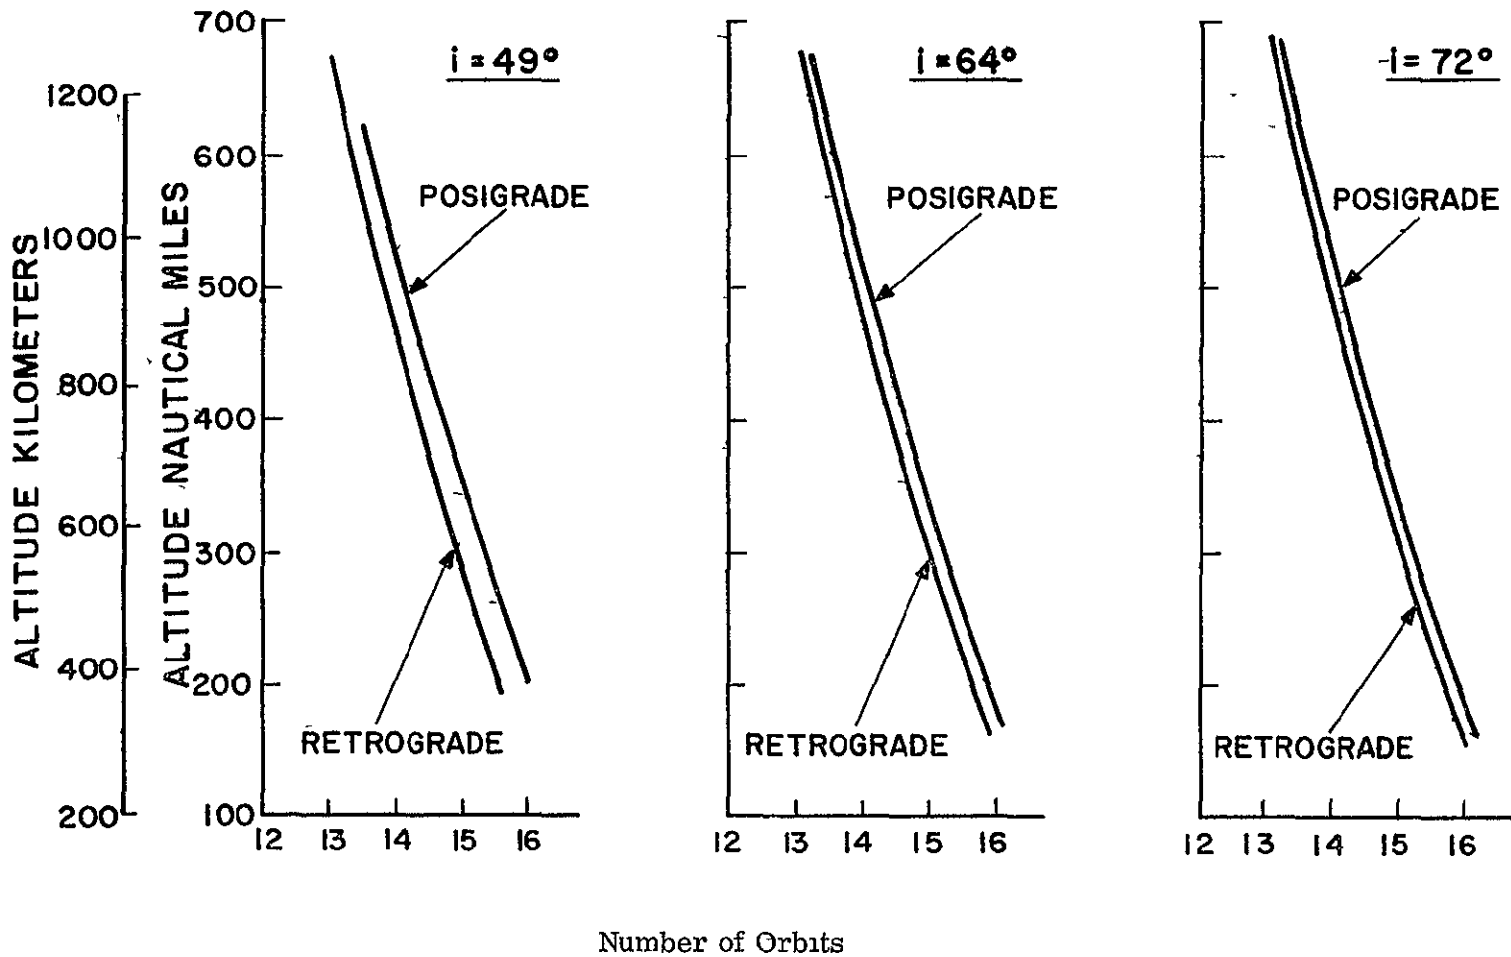 ALTITUDE KILOMETERS
1200
1000
800
600
400
200
ALTITUDE NAUTICAL MILES
700
600
500
400
300
200
100
i = 49°
POSIGRADE
RETROGRADE
12 13 14 15 16
i = 64°
POSIGRADE
RETROGRADE
12 13 14 15 16
i = 72°
POSIGRADE
RETROGRADE
12 13 14 15 16
Number of Orbits